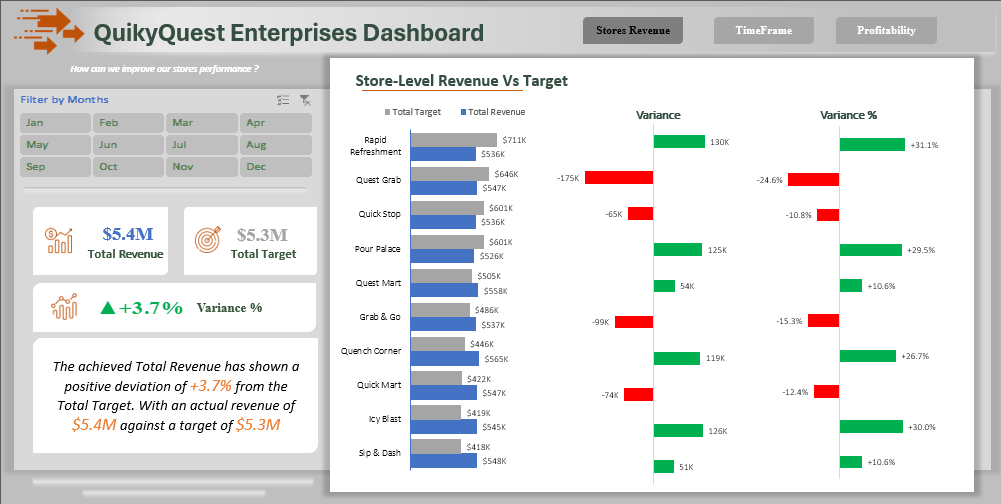 QuikyQuest Enterprises Dashboard
Stores Revenue
TimeFrame
Profitability
How can we improve our stores performance ?
Filter by Months
Jan Feb Mar Apr
May Jun Jul Aug
Sep Oct Nov Dec
$5.4M
Total Revenue
$5.3M
Total Target
+3.7% Variance %
The achieved Total Revenue has shown a
positive deviation of +3.7% from the
Total Target. With an actual revenue of
$5.4M against a target of $5.3M
Store-Level Revenue Vs Target
Total Target Total Revenue
Variance
Variance %
Rapid
Refreshment
$711K
$536K
130K
+31.1%
Quest Grab
$646K
$547K
-175K
-24.6%
Quick Stop
$601K
$536K
-65K
-10.8%
Pour Palace
$601K
$526K
125K
+29.5%
Quest Mart
$505K
$558K
54K
+10.6%
Grab & Go
$486K
$537K
-99K
-15.3%
Quench Corner
$446K
$565K
119K
+26.7%
Quick Mart
$422K
$547K
-74K
-12.4%
Icy Blast
$419K
$545K
126K
+30.0%
Sip & Dash
$418K
$548K
51K
+10.6%